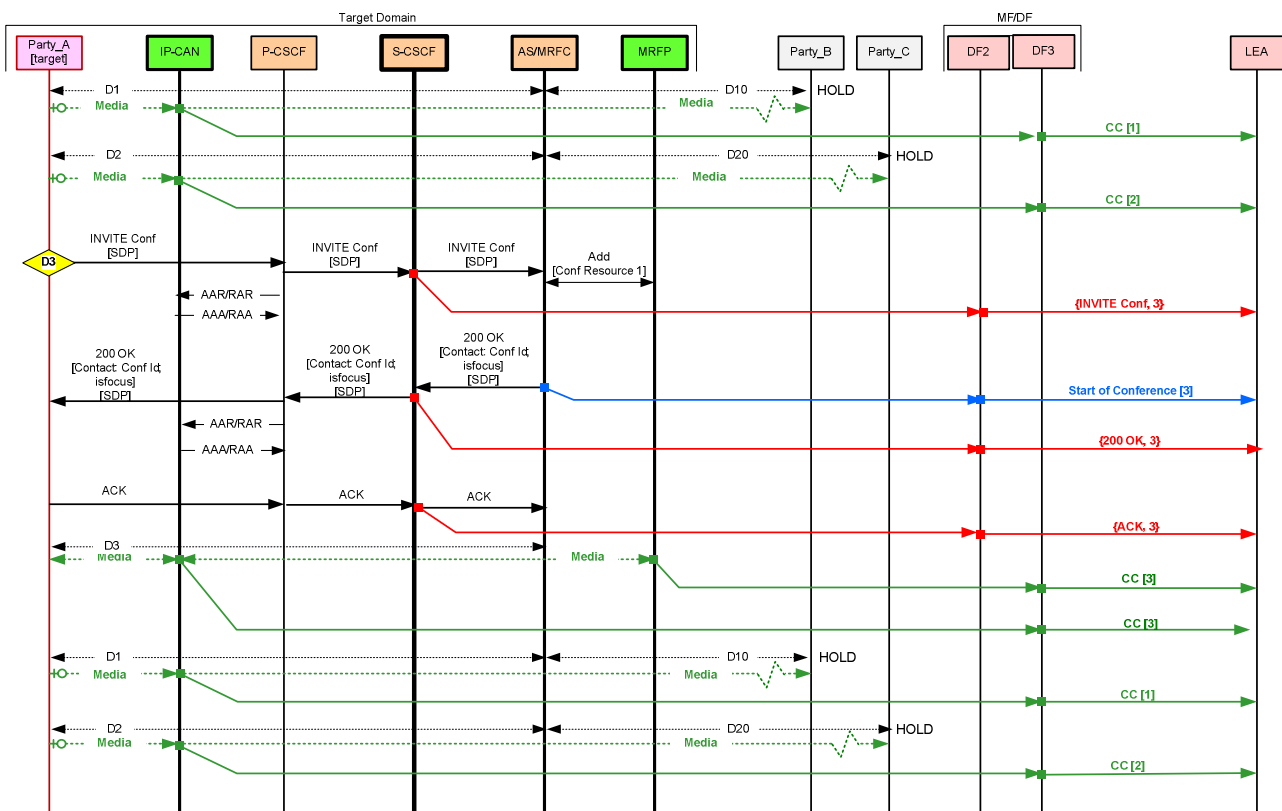 Target Domain
MF/DF
Party_A
[target]
IP-CAN
P-CSCF
S-CSCF
AS/MRFC
MRFP
Party_B
Party_C
DF2
DF3
LEA
D1
D10
HOLD
Media
Media
CC [1]
D2
D20
HOLD
Media
Media
CC [2]
D3
INVITE Conf
[SDP]
INVITE Conf
[SDP]
INVITE Conf
[SDP]
Add
[Conf Resource 1]
AAR/RAR
{INVITE Conf, 3}
AAA/RAA
200 OK
[Contact: Conf Id;
isfocus]
[SDP]
200 OK
[Contact: Conf Id;
isfocus]
[SDP]
200 OK
[Contact: Conf Id;
isfocus]
[SDP]
Start of Conference [3]
AAR/RAR
{200 OK, 3}
AAA/RAA
ACK
ACK
ACK
{ACK, 3}
D3
Media
Media
CC [3]
CC [3]
D1
D10
HOLD
Media
Media
CC [1]
D2
D20
HOLD
Media
Media
CC [2]